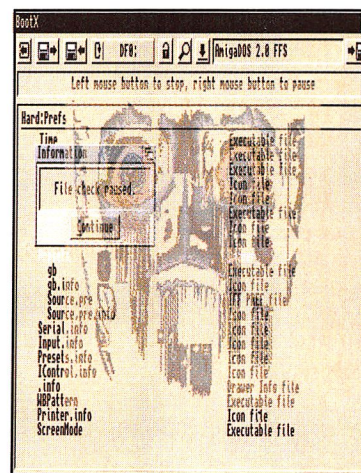 BootX
DF0:
AmigaDOS 2.0 FFS
Left mouse button to stop, right mouse button to pause
Hard:Prefs
Time Executable file
Information Executable file
Executable file
File check paused. Icon file
Icon file
Executable file
Continue Icon file
Icon file
gb Executable file
gb.info Icon file
Source.pre IFF PREF file
Source.pre.info Icon file
Serial.info Icon file
Input.info Icon file
Presets.info Icon file
IControl.info Icon file
.info Drawer Info file
WBPattern Executable file
Printer.info Icon file
ScreenMode Executable file